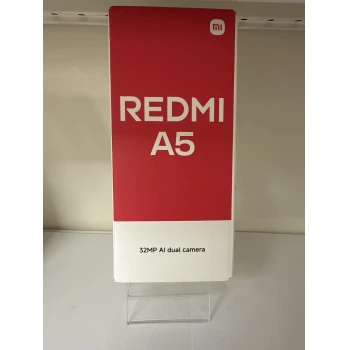 mi
REDMI
A5
32MP AI dual camera